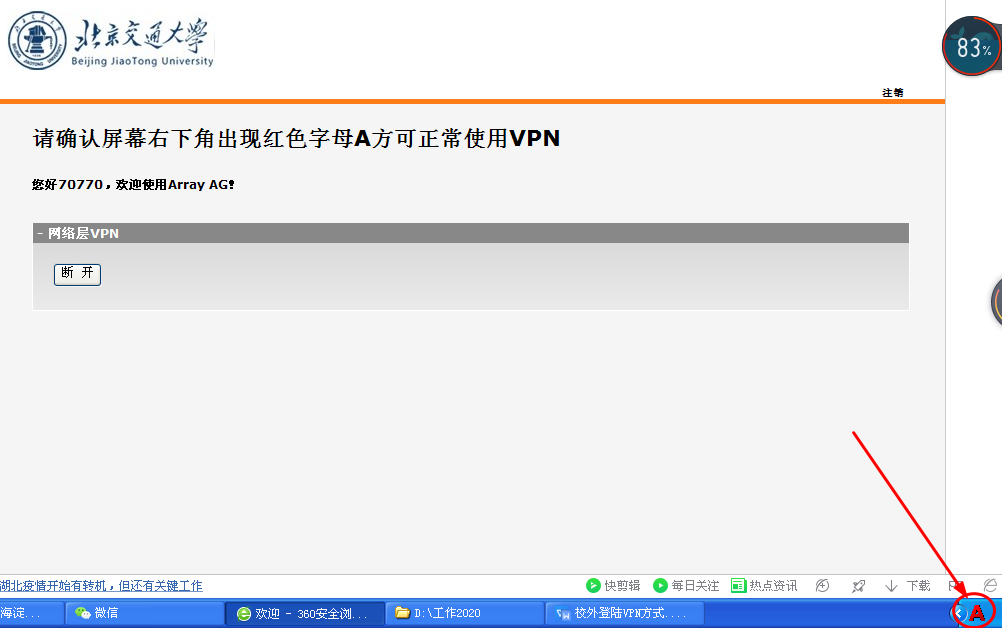 北京交通大学
Beijing JiaoTong University
83%
注销
请确认屏幕右下角出现红色字母A方可正常使用VPN
您好70770，欢迎使用Array AG!
- 网络层VPN
断 开
湖北疫情开始有转机，但还有关键工作
快剪辑 每日关注 热点资讯 下载
海淀... 微信 欢迎 - 360安全浏... D:\工作2020 校外登陆VPN方式.... A